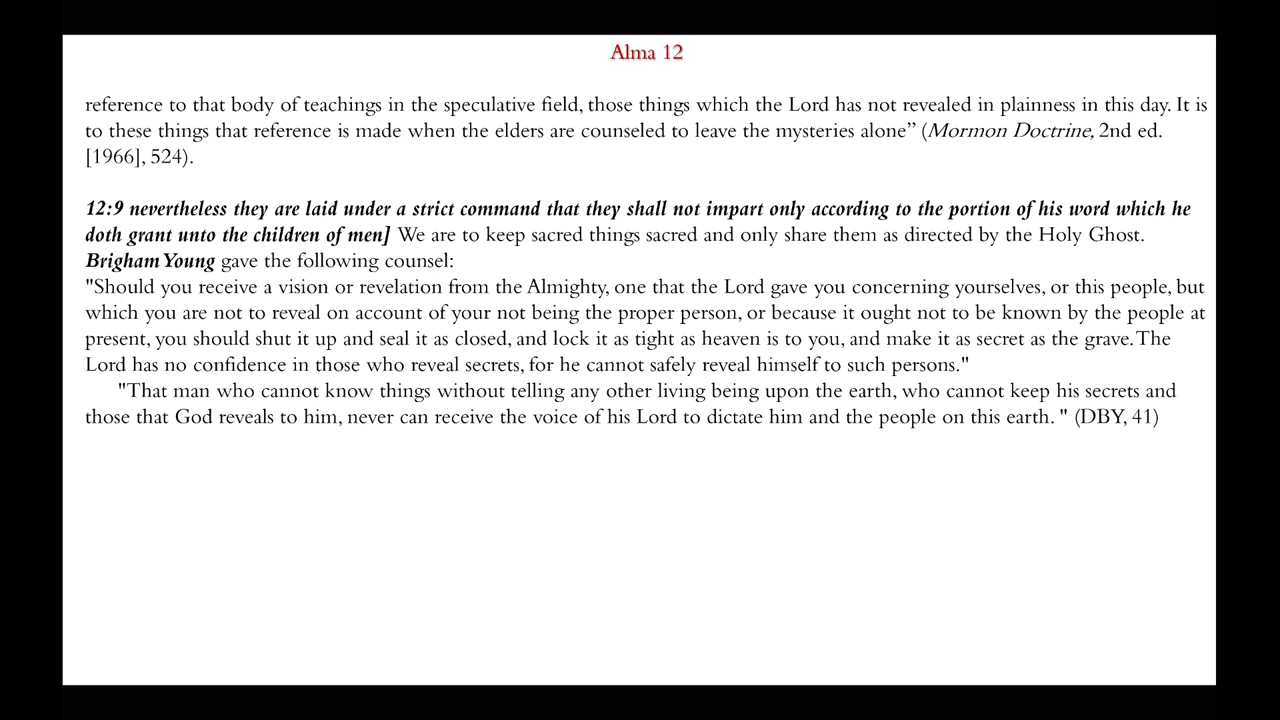 Alma 12
reference to that body of teachings in the speculative field, those things which the Lord has not revealed in plainness in this day. It is
to these things that reference is made when the elders are counseled to leave the mysteries alone” (Mormon Doctrine, 2nd ed.
[1966], 524).
12:9 nevertheless they are laid under a strict command that they shall not impart only according to the portion of his word which he
doth grant unto the children of men] We are to keep sacred things sacred and only share them as directed by the Holy Ghost.
Brigham Young gave the following counsel:
"Should you receive a vision or revelation from the Almighty, one that the Lord gave you concerning yourselves, or this people, but
which you are not to reveal on account of your not being the proper person, or because it ought not to be known by the people at
present, you should shut it up and seal it as closed, and lock it as tight as heaven is to you, and make it as secret as the grave. The
Lord has no confidence in those who reveal secrets, for he cannot safely reveal himself to such persons."
"That man who cannot know things without telling any other living being upon the earth, who cannot keep his secrets and
those that God reveals to him, never can receive the voice of his Lord to dictate him and the people on this earth. " (DBY, 41)